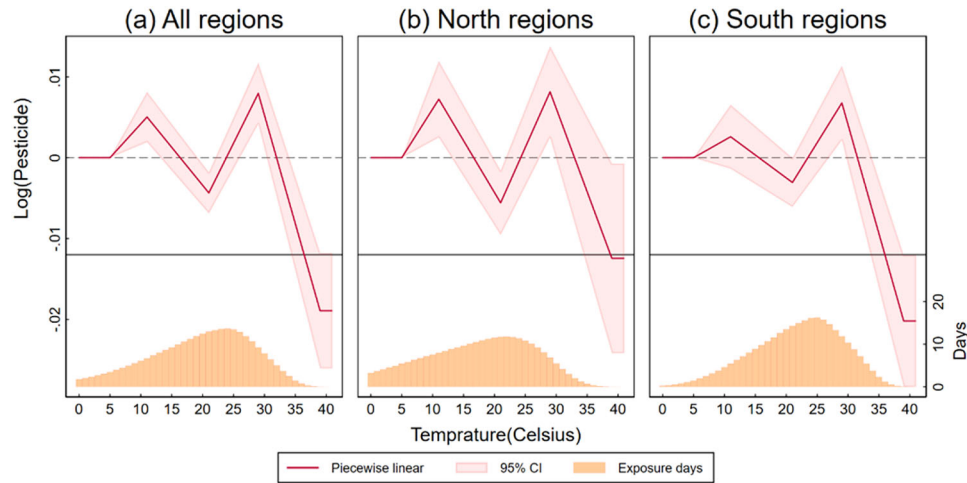 (a) All regions (b) North regions (c) South regions
Log(Pesticide)
.01
0
-.01
-.02
20
10
0
Days
0 5 10 15 20 25 30 35 40 0 5 10 15 20 25 30 35 40 0 5 10 15 20 25 30 35 40
Temprature(Celsius)
Piecewise linear 95% CI Exposure days